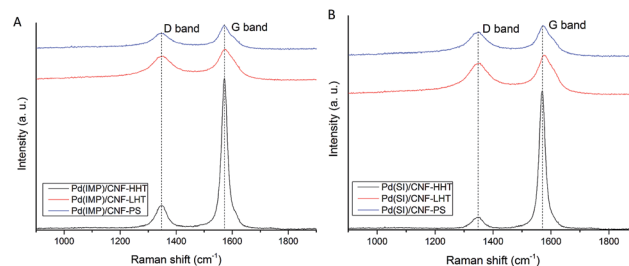 A
D band
G band
Intensity (a. u.)
Pd(IMP)/CNF-HHT
Pd(IMP)/CNF-LHT
Pd(IMP)/CNF-PS
1000 1200 1400 1600 1800
Raman shift (cm⁻¹)
B
D band
G band
Intensity (a. u.)
Pd(SI)/CNF-HHT
Pd(SI)/CNF-LHT
Pd(SI)/CNF-PS
1000 1200 1400 1600 1800
Raman shift (cm⁻¹)